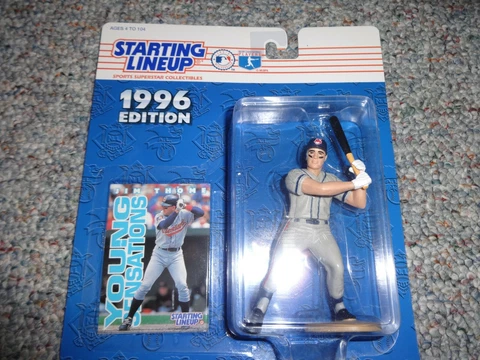 AGES 4 TO 104
STARTING
LINEUP
SPORTS SUPERSTAR COLLECTIBLES
1996
EDITION
JIM THOME
YOUNG
SENSATIONS
STARTING
LINEUP